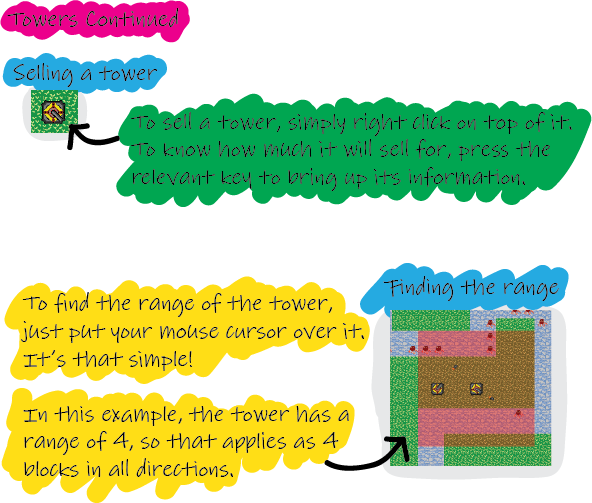 Towers Continued
Selling a tower
To sell a tower, simply right click on top of it.
To know how much it will sell for, press the
relevant key to bring up its information.
Finding the range
To find the range of the tower,
just put your mouse cursor over it.
It's that simple!
In this example, the tower has a
range of 4, so that applies as 4
blocks in all directions.